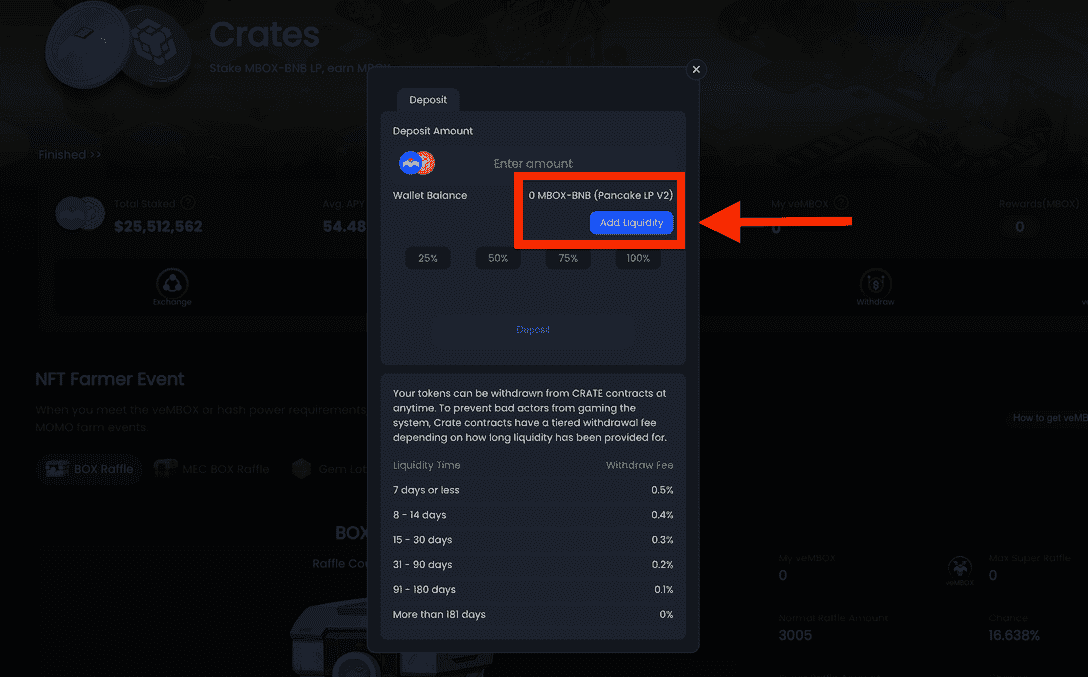 Crates
Stake MBOX-BNB LP, earn MBOX
Finished >>
Total Staked ?
$25,512,562
Avg. APY
54.48
My veMBOX ?
0
Rewards(MBOX)
0
Exchange
Withdraw
Deposit
Deposit Amount
Enter amount
Wallet Balance
0 MBOX-BNB (Pancake LP V2)
Add Liquidity
25% 50% 75% 100%
Deposit
Your tokens can be withdrawn from CRATE contracts at
anytime. To prevent bad actors from gaming the
system, Crate contracts have a tiered withdrawal fee
depending on how long liquidity has been provided for.
Liquidity Time Withdraw Fee
7 days or less 0.5%
8 - 14 days 0.4%
15 - 30 days 0.3%
31 - 90 days 0.2%
91 - 180 days 0.1%
More than 181 days 0%
NFT Farmer Event
When you meet the veMBOX or hash power requirements,
MOMO farm events.
How to get veMB
BOX Raffle MEC BOX Raffle Gem Lot
BOX
Raffle Co
My veMBOX
0
veMBOX
Max Super Raffle
0
Normal Raffle Amount
3005
Chance
16.638%